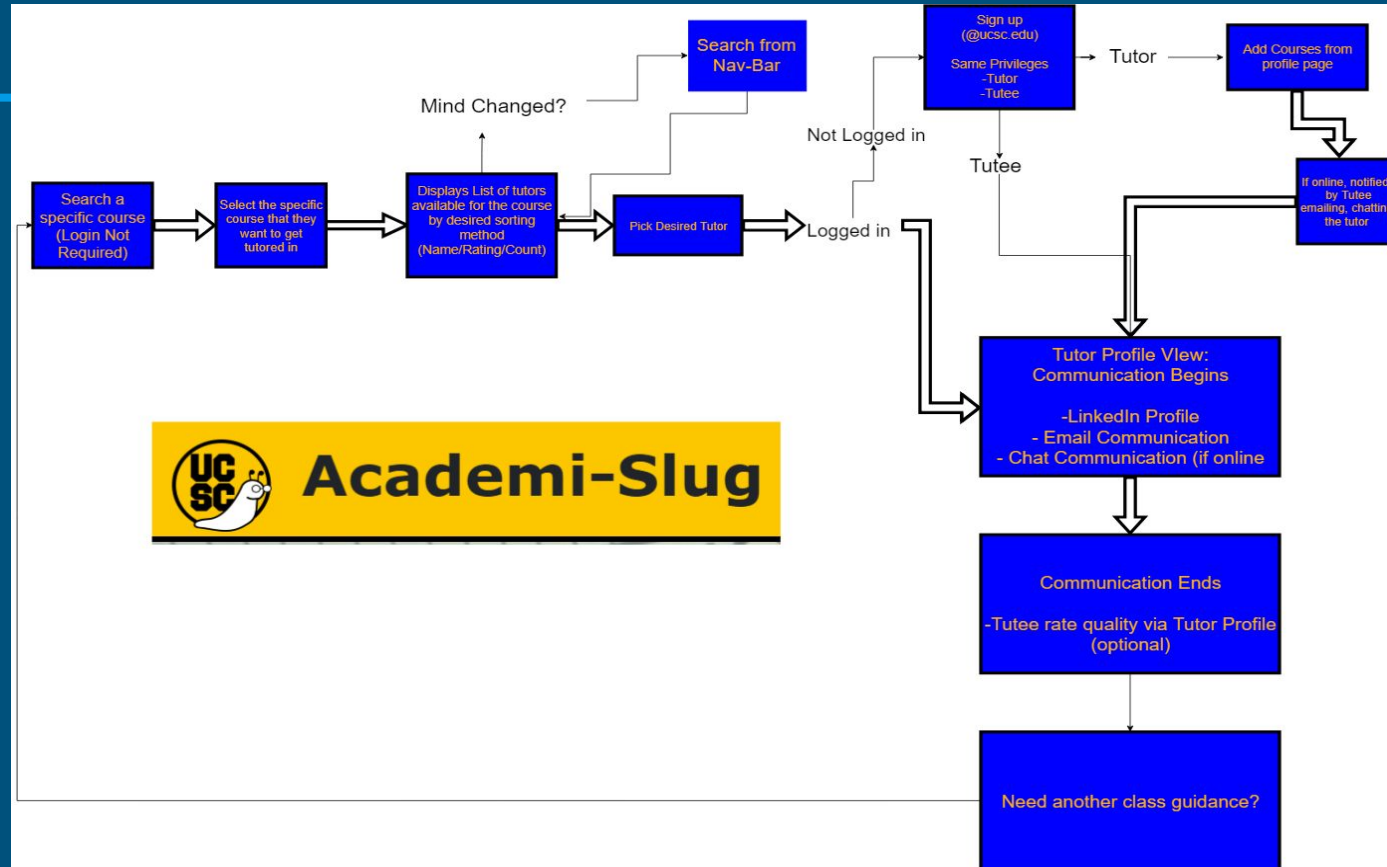 Search from
Nav-Bar
Mind Changed?
Sign up
(@ucsc.edu)
Same Privileges
-Tutor
-Tutee
Tutor
Add Courses from
profile page
Not Logged in
Tutee
Search a
specific course
(Login Not
Required)
Select the specific
course that they
want to get
tutored in
Displays List of tutors
available for the course
by desired sorting
method
(Name/Rating/Count)
Pick Desired Tutor
Logged in
If online, notified
by Tutee
emailing, chattin
the tutor
Tutor Profile VIew:
Communication Begins
-LinkedIn Profile
- Email Communication
- Chat Communication (if online
UC
SC
Academi-Slug
Communication Ends
-Tutee rate quality via Tutor Profile
(optional)
Need another class guidance?